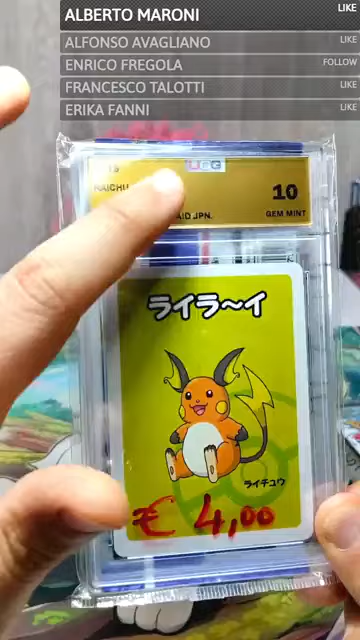 ALBERTO MARONI LIKE
ALFONSO AVAGLIANO LIKE
ENRICO FREGOLA FOLLOW
FRANCESCO TALOTTI LIKE
ERIKA FANNI LIKE
10
JPN. GEM MINT
ライラ~イ
ライチュウ
€ 4,00